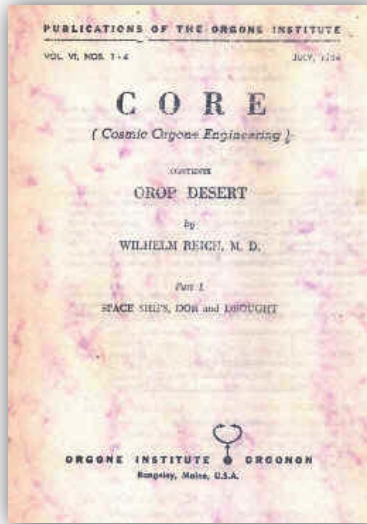 PUBLICATIONS OF THE ORGONE INSTITUTE
VOL. VI, NOS. 1-4 JULY, 1954
CORE
( Cosmic Orgone Engineering )
CONTENTS
OROP DESERT
by
WILHELM REICH, M. D.
Part I
SPACE SHIPS, DOR and DROUGHT
ORGONE INSTITUTE ORGONON
Rangeley, Maine, U.S.A.